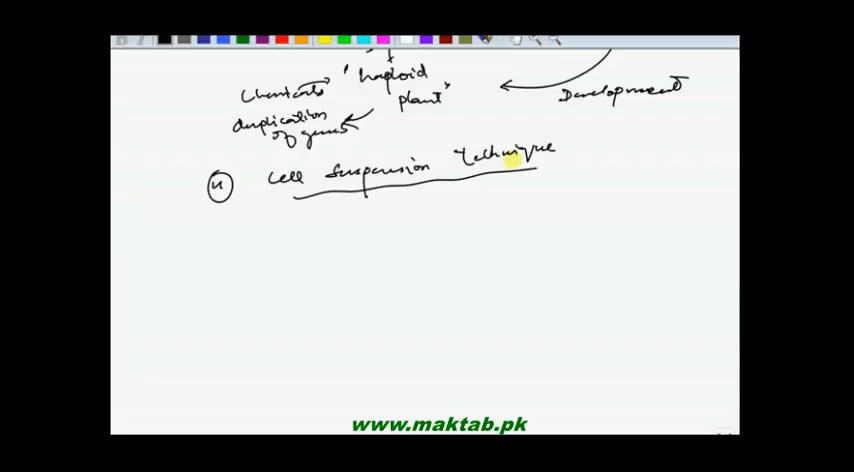 Chemicals "haploid plant"
Development
duplication of genes
4 Cell Suspension Technique
www.maktab.pk